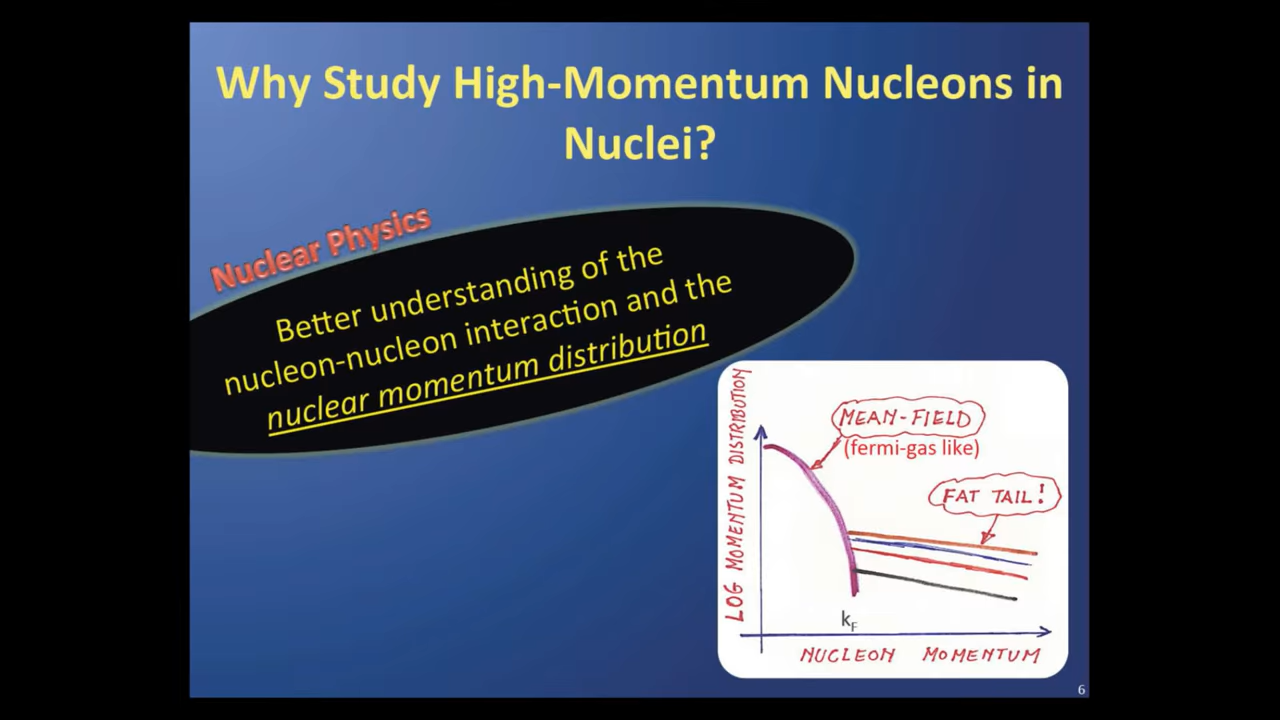 Why Study High-Momentum Nucleons in
Nuclei?
Nuclear Physics
Better understanding of the
nucleon-nucleon interaction and the
nuclear momentum distribution
LOG MOMENTUM DISTRIBUTION
MEAN-FIELD
(fermi-gas like)
FAT TAIL!
kF
NUCLEON MOMENTUM
6